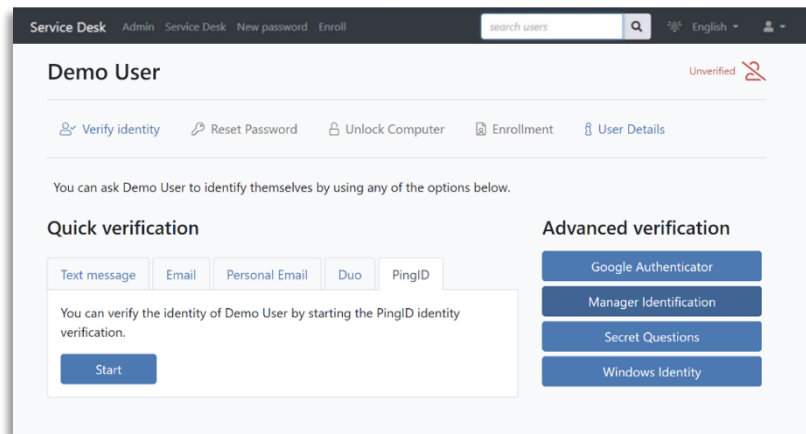 Service Desk Admin Service Desk New password Enroll search users English
Demo User
Unverified
Verify identity Reset Password Unlock Computer Enrollment User Details
You can ask Demo User to identify themselves by using any of the options below.
Quick verification
Text message Email Personal Email Duo PingID
You can verify the identity of Demo User by starting the PingID identity
verification.
Start
Advanced verification
Google Authenticator
Manager Identification
Secret Questions
Windows Identity